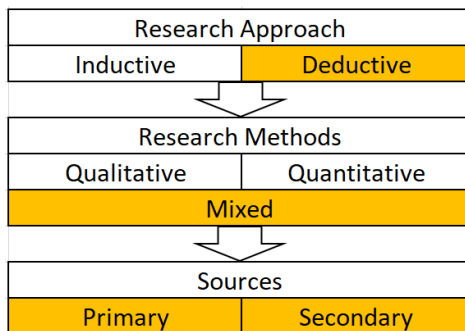 Research Approach
Inductive Deductive
Research Methods
Qualitative Quantitative
Mixed
Sources
Primary Secondary